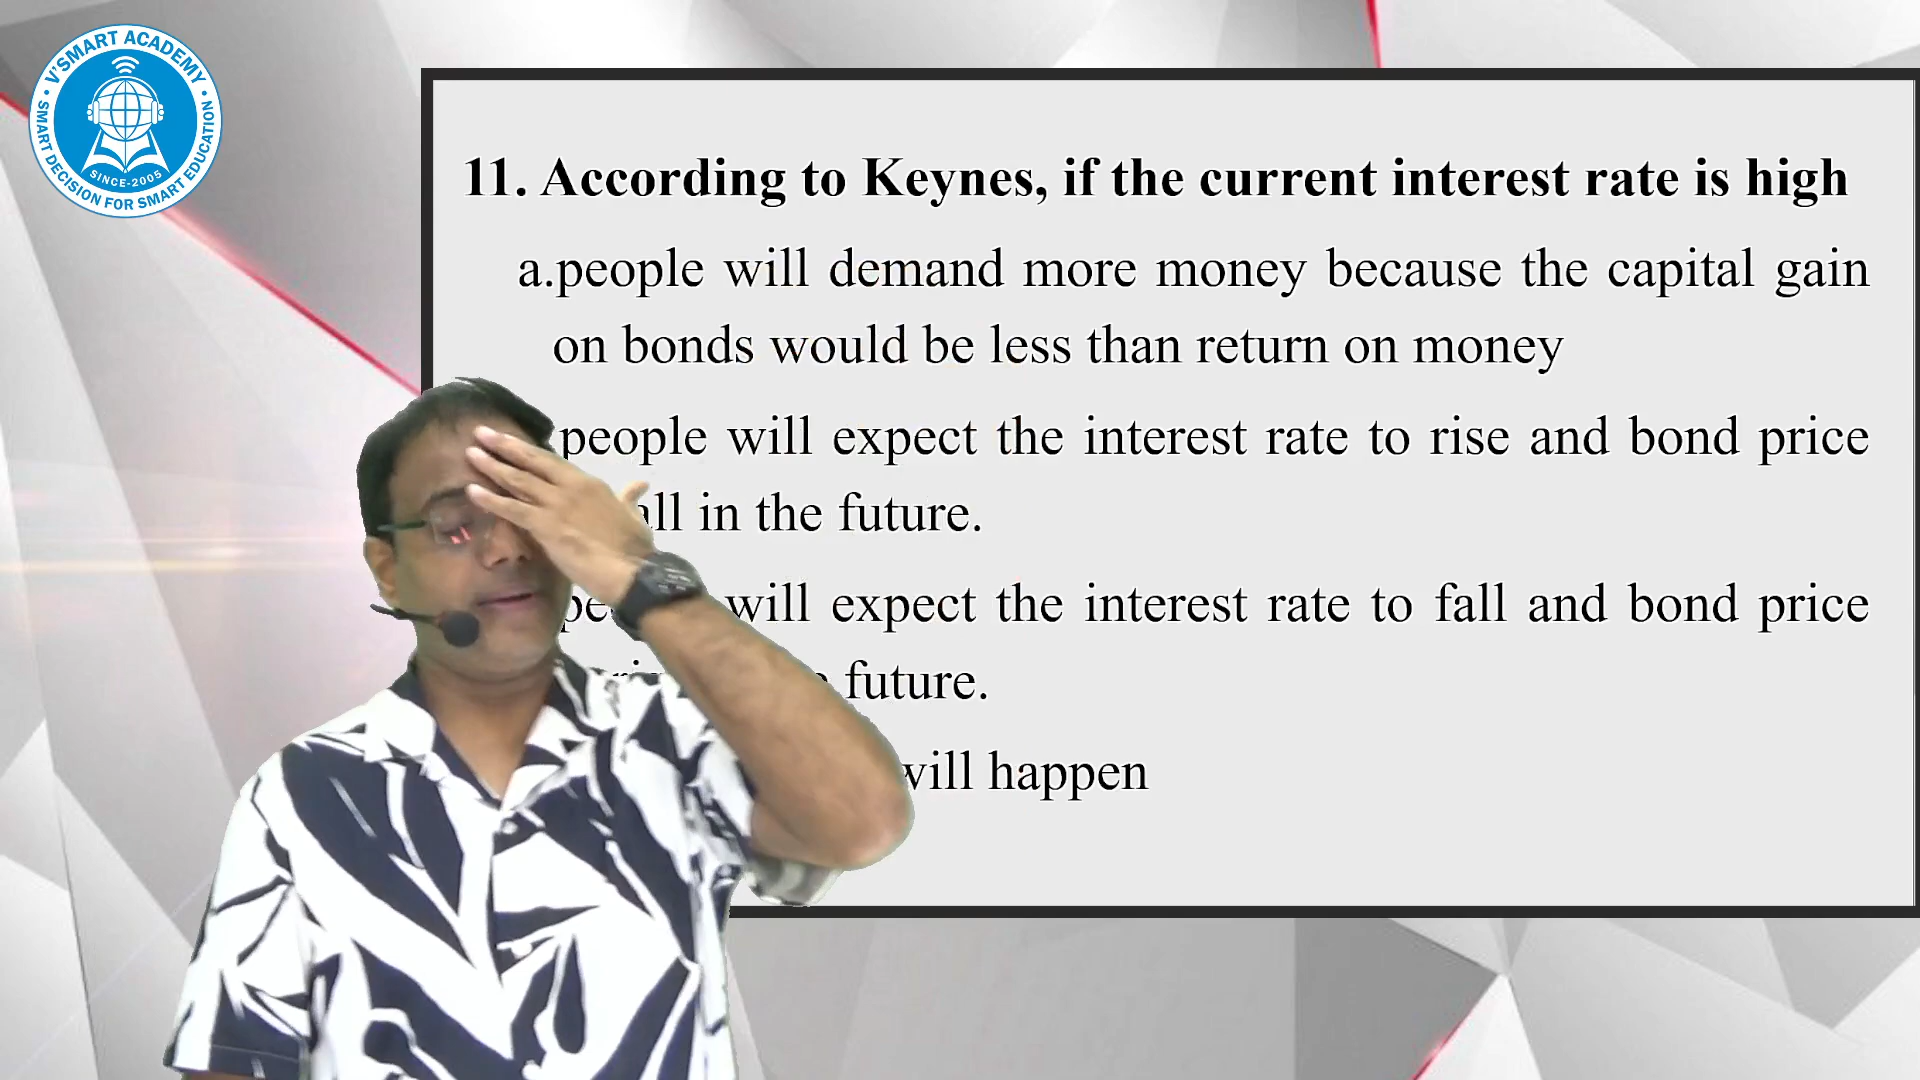 V'SMART ACADEMY
SINCE-2005
SMART DECISION FOR SMART EDUCATION
11. According to Keynes, if the current interest rate is high
a.people will demand more money because the capital gain
on bonds would be less than return on money
people will expect the interest rate to rise and bond price
in the future.
will expect the interest rate to fall and bond price
future.
will happen